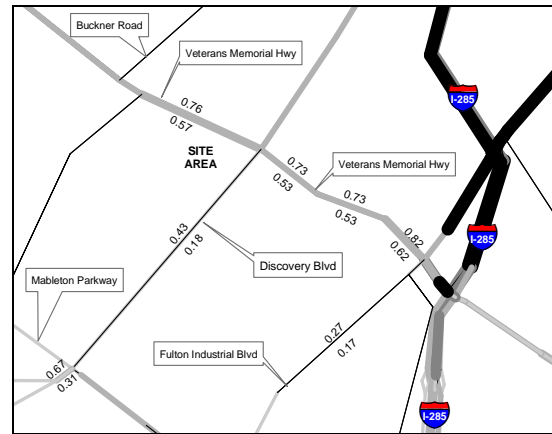 Buckner Road
Veterans Memorial Hwy
I-285
0.76
0.57
SITE
AREA
0.73
0.53
Veterans Memorial Hwy
0.73
0.53
0.82
0.62
I-285
0.43
0.18
Discovery Blvd
Mableton Parkway
0.27
0.17
Fulton Industrial Blvd
0.67
0.31
I-285